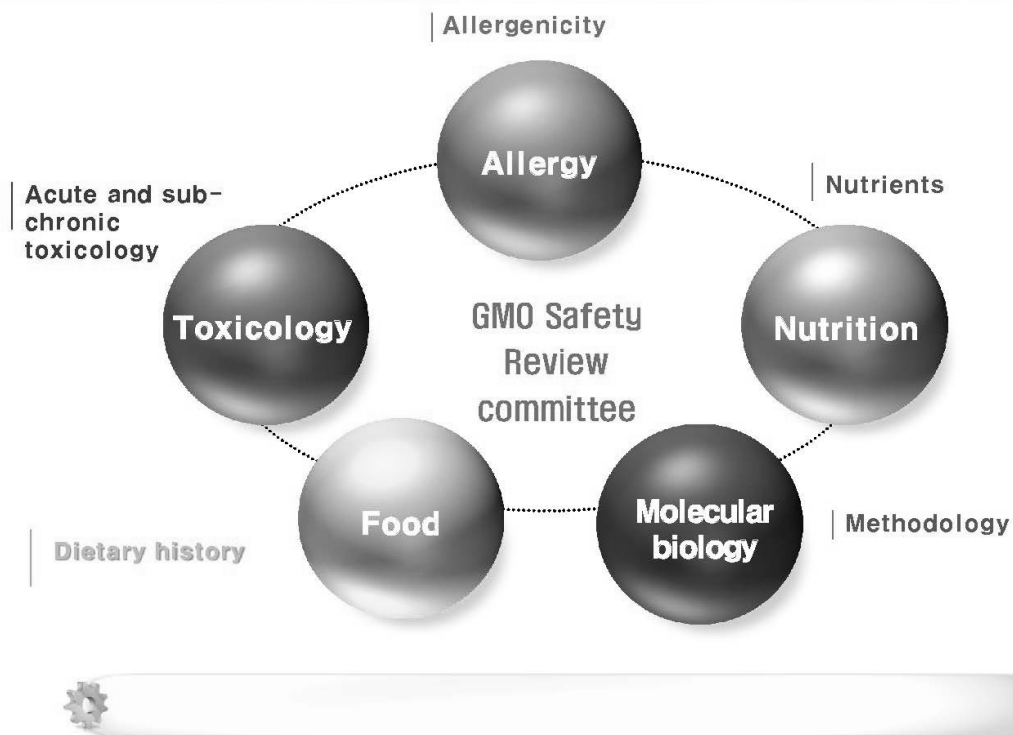 Allergenicity
Allergy
Acute and sub-
chronic
toxicology
Nutrients
Toxicology
GMO Safety
Review
committee
Nutrition
Food
Molecular
biology
Methodology
Dietary history